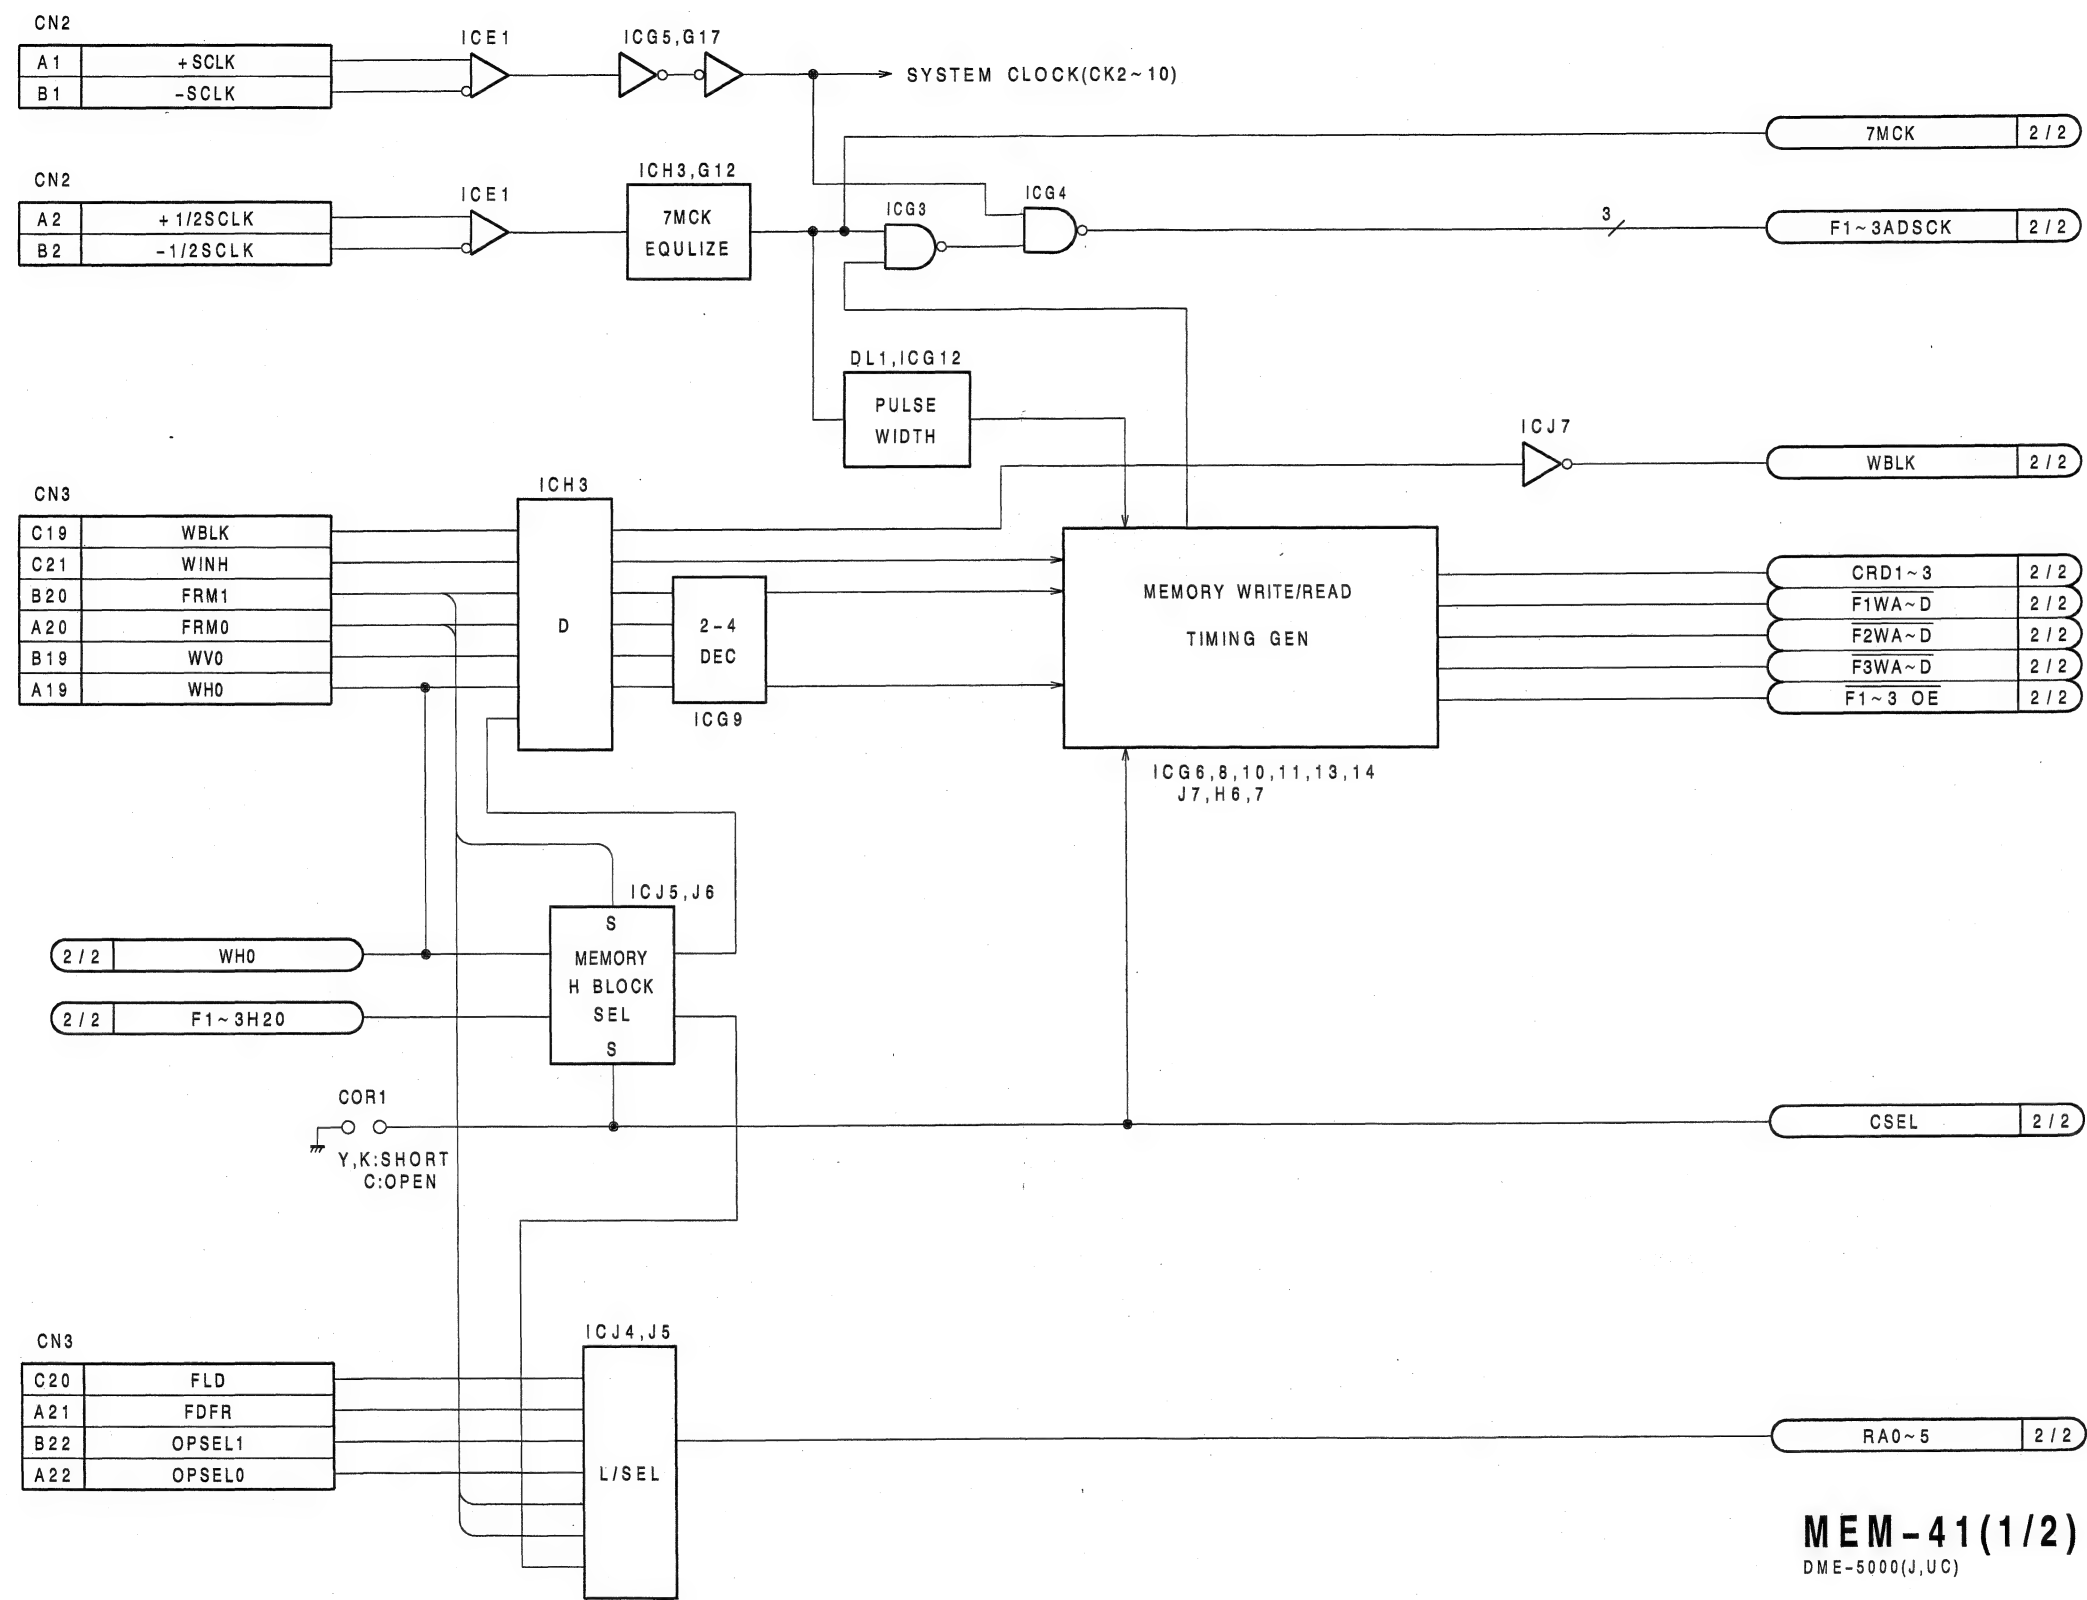 CN2
A1 +SCLK
B1 -SCLK
ICE1
ICG5,G17
SYSTEM CLOCK(CK2~10)
7MCK 2/2
CN2
A2 +1/2SCLK
B2 -1/2SCLK
ICE1
ICH3,G12
7MCK
EQULIZE
ICG3
ICG4
3
F1~3ADSCK 2/2
DL1,ICG12
PULSE
WIDTH
ICJ7
WBLK 2/2
CN3
C19 WBLK
C21 WINH
B20 FRM1
A20 FRM0
B19 WV0
A19 WH0
ICH3
D
2-4
DEC
ICG9
MEMORY WRITE/READ
TIMING GEN
ICG6,8,10,11,13,14
J7,H6,7
CRD1~3 2/2
F1WA~D 2/2
F2WA~D 2/2
F3WA~D 2/2
F1~3 OE 2/2
ICJ5,J6
S
MEMORY
H BLOCK
SEL
S
2/2 WH0
2/2 F1~3H20
COR1
Y,K:SHORT
C:OPEN
CSEL 2/2
CN3
C20 FLD
A21 FDFR
B22 OPSEL1
A22 OPSEL0
ICJ4,J5
L/SEL
RA0~5 2/2
MEM-41(1/2)
DME-5000(J,UC)